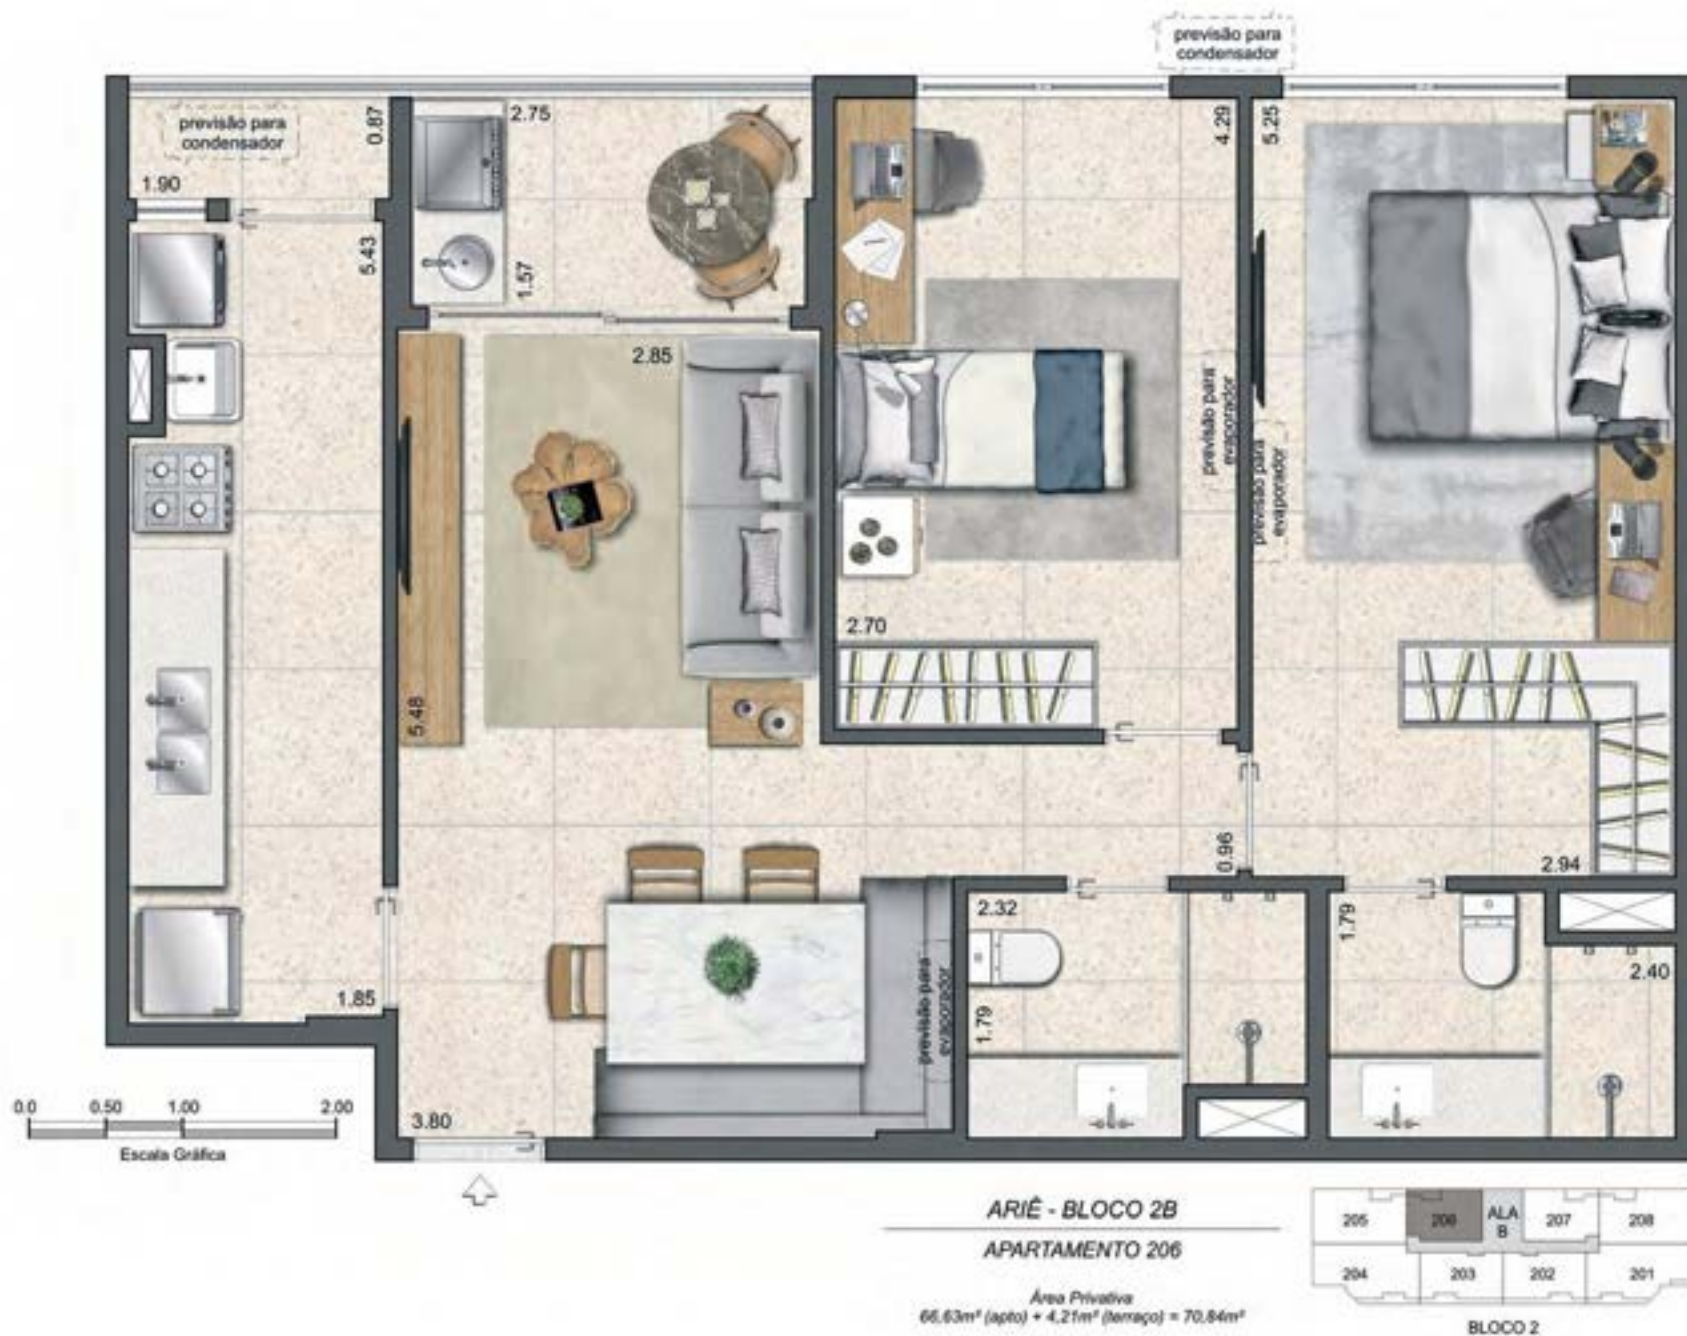 previsão para
condensador
previsão para
condensador
0.87
1.90
2.75
4.29
5.25
5.43
1.57
2.85
previsão para
evaporador
previsão para
evaporador
2.70
5.48
0.96
2.94
2.32
1.79
2.40
1.85
previsão para
evaporador
1.79
3.80
0.0 0.50 1.00 2.00
Escala Gráfica
ARIÊ - BLOCO 2B
APARTAMENTO 206
Área Privativa
66,63m² (apto) + 4,21m² (terraço) = 70,84m²
205 206 ALA B 207 208
204 203 202 201
BLOCO 2